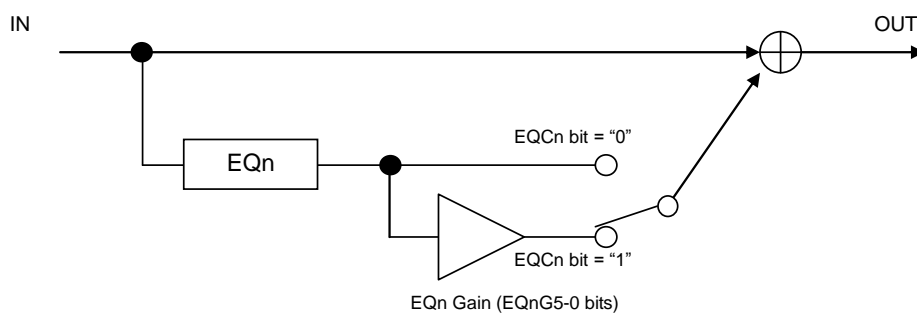 IN
OUT
EQCn bit = “0”
EQn
EQCn bit = “1”
EQn Gain (EQnG5-0 bits)